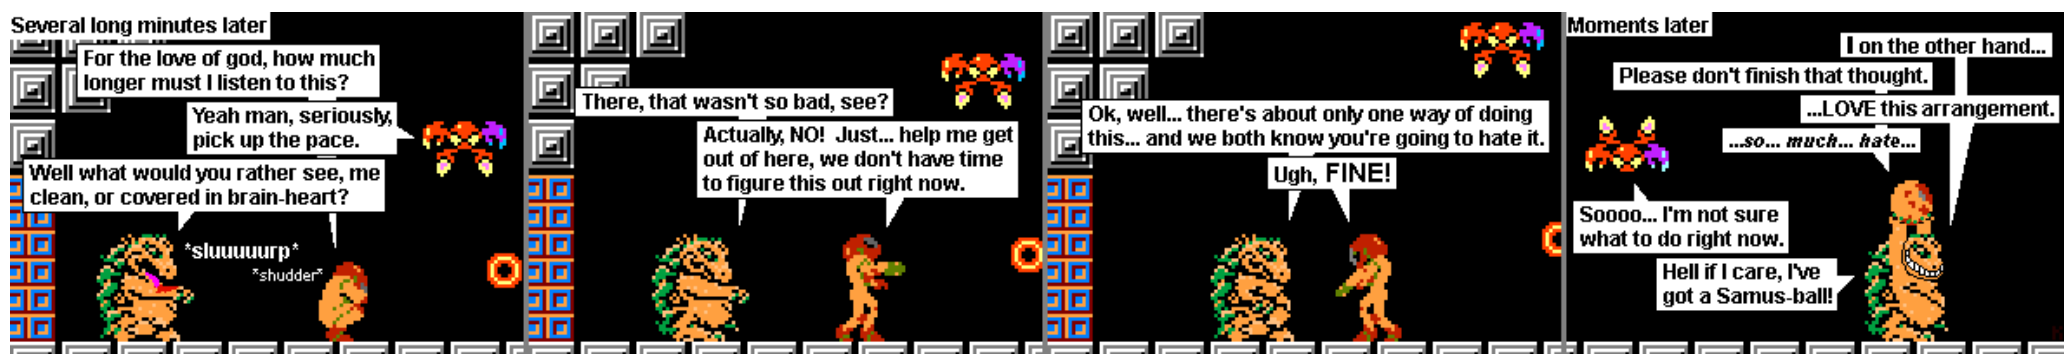 Several long minutes later
For the love of god, how much
longer must I listen to this?
Yeah man, seriously,
pick up the pace.
Well what would you rather see, me
clean, or covered in brain-heart?
*sluuuuurp*
*shudder*
There, that wasn't so bad, see?
Actually, NO! Just... help me get
out of here, we don't have time
to figure this out right now.
Ok, well... there's about only one way of doing
this... and we both know you're going to hate it.
Ugh, FINE!
Moments later
I on the other hand...
Please don't finish that thought.
...LOVE this arrangement.
...so... much... hate...
Soooo... I'm not sure
what to do right now.
Hell if I care, I've
got a Samus-ball!